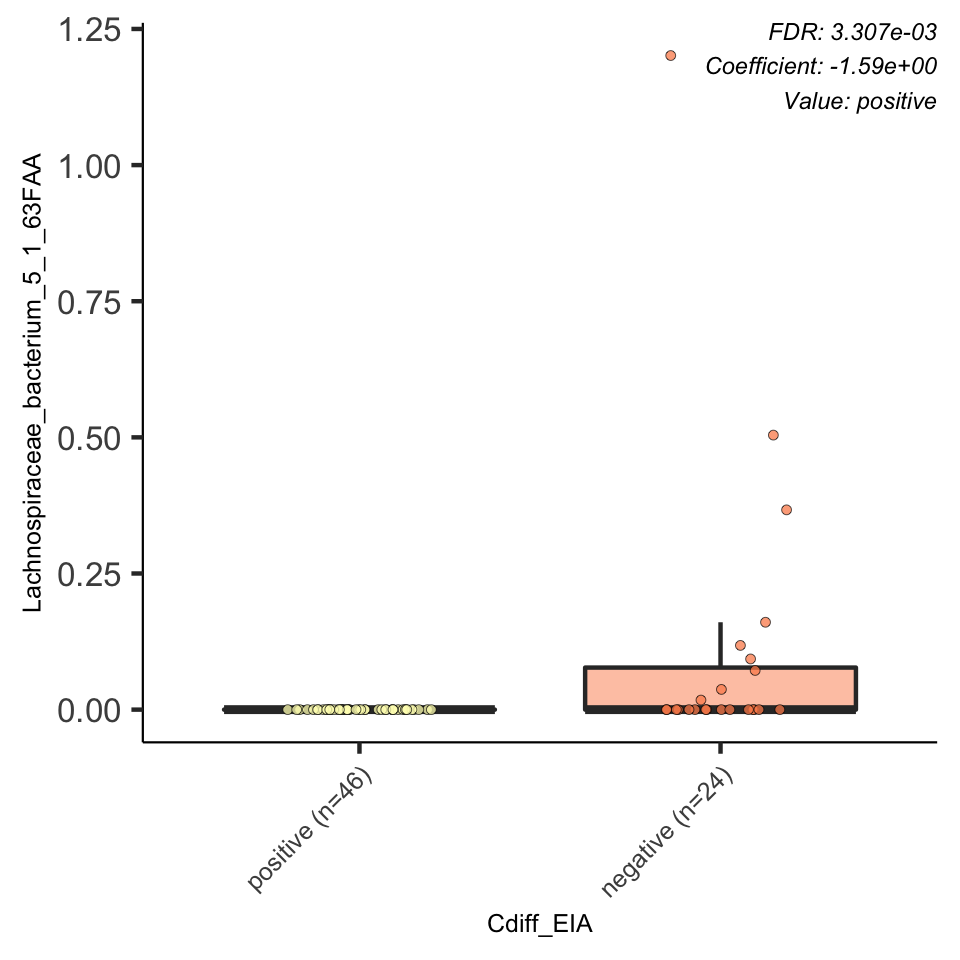 FDR: 3.307e-03
Coefficient: -1.59e+00
Value: positive
1.25
1.00
0.75
0.50
0.25
0.00
Lachnospiraceae_bacterium_5_1_63FAA
positive (n=46)
negative (n=24)
Cdiff_EIA